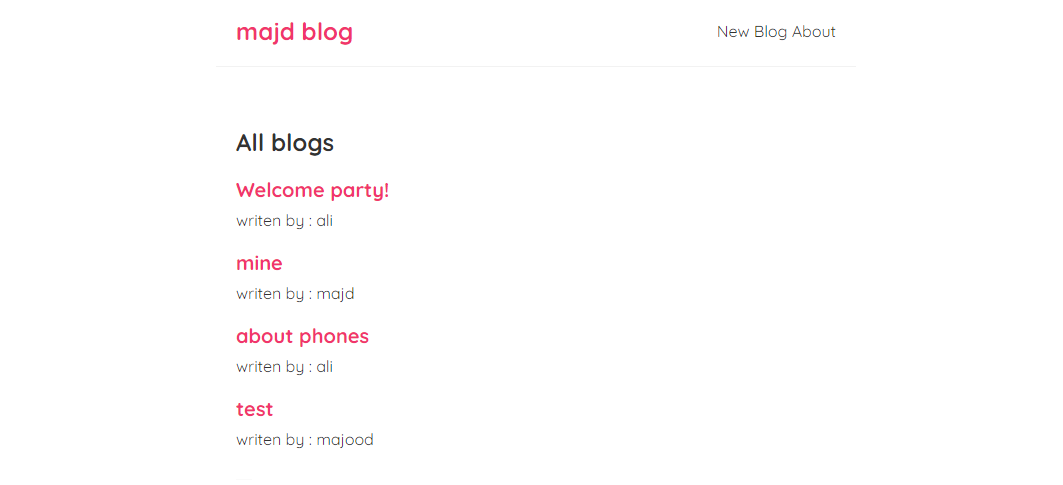 majd blog
New Blog About
All blogs
Welcome party!
writen by : ali
mine
writen by : majd
about phones
writen by : ali
test
writen by : majood